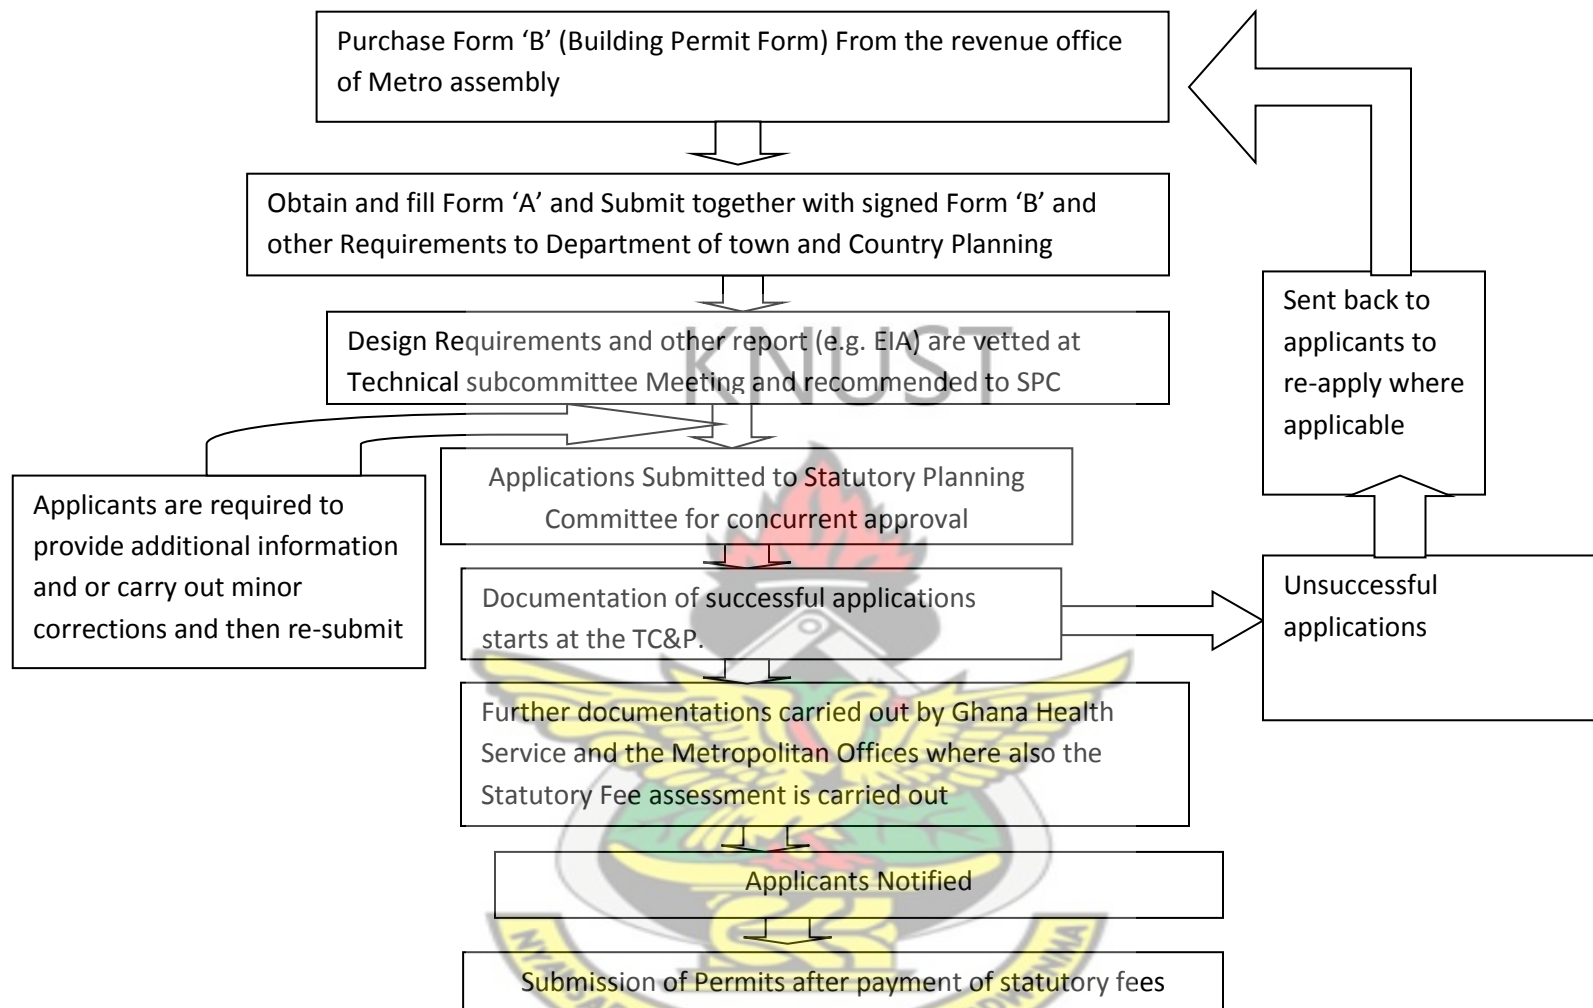 Purchase Form ‘B’ (Building Permit Form) From the revenue office
of Metro assembly
Obtain and fill Form ‘A’ and Submit together with signed Form ‘B’ and
other Requirements to Department of town and Country Planning
Design Requirements and other report (e.g. EIA) are vetted at
Technical subcommittee Meeting and recommended to SPC
KNUST
Applications Submitted to Statutory Planning
Committee for concurrent approval
Applicants are required to
provide additional information
and or carry out minor
corrections and then re-submit
Documentation of successful applications
starts at the TC&P.
Unsuccessful
applications
Sent back to
applicants to
re-apply where
applicable
Further documentations carried out by Ghana Health
Service and the Metropolitan Offices where also the
Statutory Fee assessment is carried out
Applicants Notified
Submission of Permits after payment of statutory fees